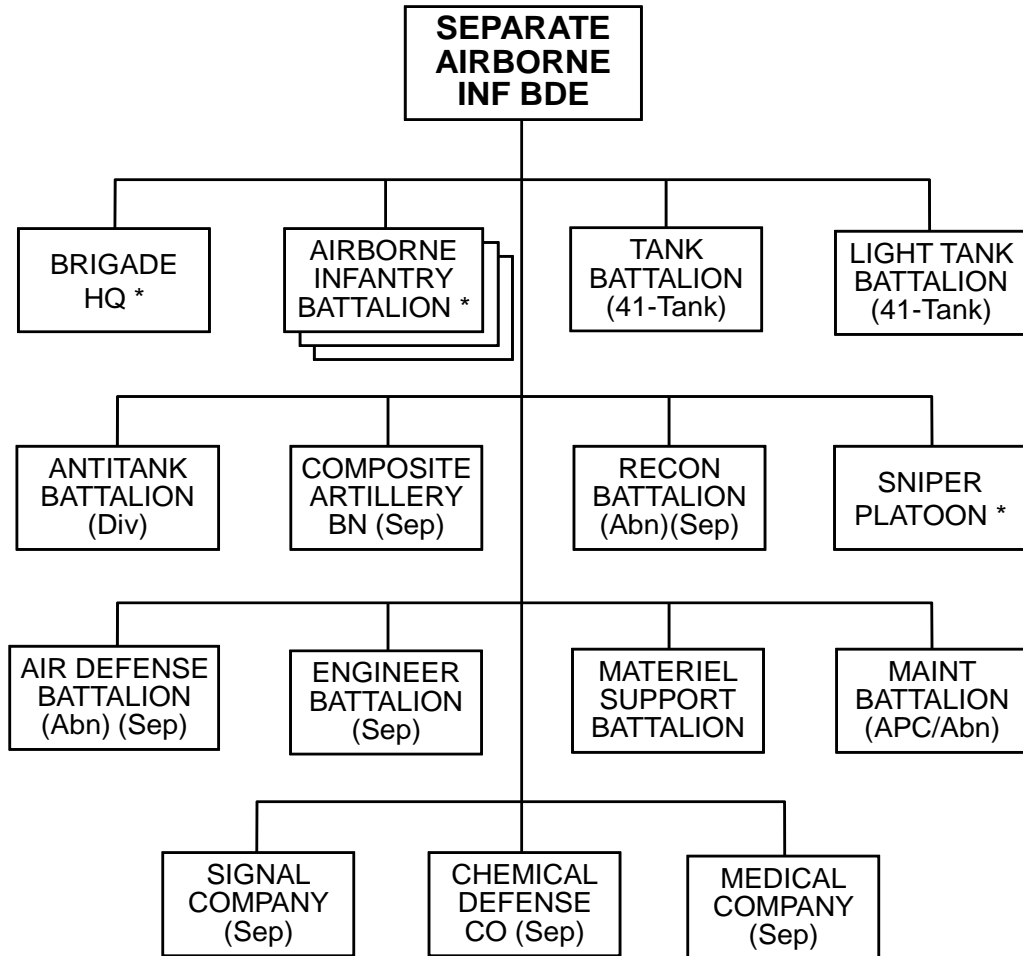 SEPARATE
AIRBORNE
INF BDE
BRIGADE
HQ *
AIRBORNE
INFANTRY
BATTALION *
TANK
BATTALION
(41-Tank)
LIGHT TANK
BATTALION
(41-Tank)
ANTITANK
BATTALION
(Div)
COMPOSITE
ARTILLERY
BN (Sep)
RECON
BATTALION
(Abn)(Sep)
SNIPER
PLATOON *
AIR DEFENSE
BATTALION
(Abn) (Sep)
ENGINEER
BATTALION
(Sep)
MATERIEL
SUPPORT
BATTALION
MAINT
BATTALION
(APC/Abn)
SIGNAL
COMPANY
(Sep)
CHEMICAL
DEFENSE
CO (Sep)
MEDICAL
COMPANY
(Sep)